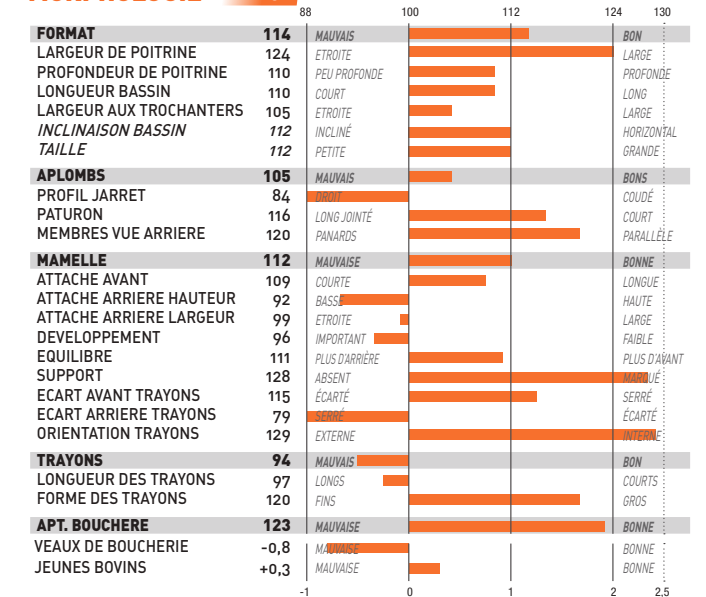 88 100 112 124 130
FORMAT 114 MAUVAIS BON
LARGEUR DE POITRINE 124 ETROITE LARGE
PROFONDEUR DE POITRINE 110 PEU PROFONDE PROFONDE
LONGUEUR BASSIN 110 COURT LONG
LARGEUR AUX TROCHANTERS 105 ETROITE LARGE
INCLINAISON BASSIN 112 INCLINÉ HORIZONTAL
TAILLE 112 PETITE GRANDE
APLOMBS 105 MAUVAIS BONS
PROFIL JARRET 84 DROIT COUDÉ
PATURON 116 LONG JOINTÉ COURT
MEMBRES VUE ARRIERE 120 PANARDS PARALLÈLE
MAMELLE 112 MAUVAISE BONNE
ATTACHE AVANT 109 COURTE LONGUE
ATTACHE ARRIERE HAUTEUR 92 BASSE HAUTE
ATTACHE ARRIERE LARGEUR 99 ETROITE LARGE
DEVELOPPEMENT 96 IMPORTANT FAIBLE
EQUILIBRE 111 PLUS D'ARRIÈRE PLUS D'AVANT
SUPPORT 128 ABSENT MARQUÉ
ECART AVANT TRAYONS 115 ÉCARTÉ SERRÉ
ECART ARRIERE TRAYONS 79 SERRÉ ÉCARTÉ
ORIENTATION TRAYONS 129 EXTERNE INTERNE
TRAYONS 94 MAUVAIS BON
LONGUEUR DES TRAYONS 97 LONGS COURTS
FORME DES TRAYONS 120 FINS GROS
APT. BOUCHERE 123 MAUVAISE BONNE
VEAUX DE BOUCHERIE -0,8 MAUVAISE BONNE
JEUNES BOVINS +0,3 MAUVAISE BONNE
-1 0 1 2 2,5